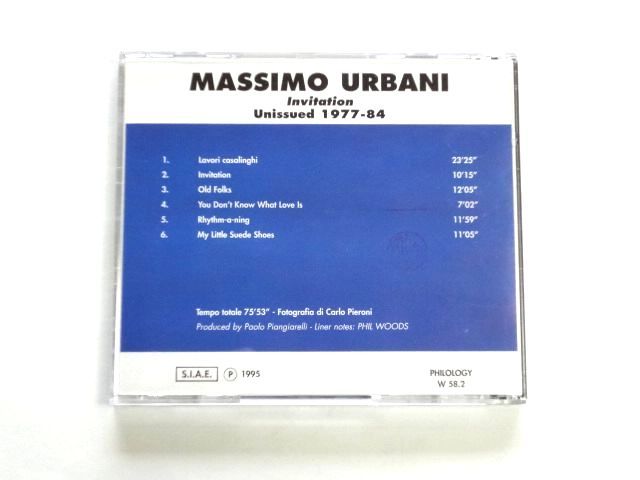 MASSIMO URBANI
Invitation
Unissued 1977-84
1. Lavori casalinghi 23'25"
2. Invitation 10'15"
3. Old Folks 12'05"
4. You Don't Know What Love Is 7'02"
5. Rhythm-a-ning 11'59"
6. My Little Suede Shoes 11'05"
Tempo totale 75'53" - Fotografia di Carlo Pieroni
Produced by Paolo Piangiarelli - Liner notes: PHIL WOODS
S.I.A.E. ℗ 1995
PHILOLOGY
W 58.2